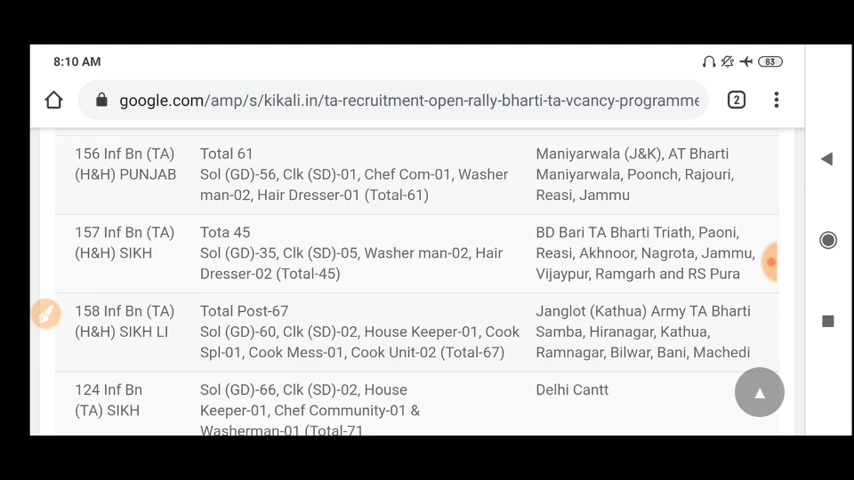 8:10 AM
83
google.com/amp/s/kikali.in/ta-recruitment-open-rally-bharti-ta-vcancy-programme
2
156 Inf Bn (TA) Total 61 Maniyarwala (J&K), AT Bharti
(H&H) PUNJAB Sol (GD)-56, Clk (SD)-01, Chef Com-01, Washer Maniyarwala, Poonch, Rajouri,
man-02, Hair Dresser-01 (Total-61) Reasi, Jammu
157 Inf Bn (TA) Tota 45 BD Bari TA Bharti Triath, Paoni,
(H&H) SIKH Sol (GD)-35, Clk (SD)-05, Washer man-02, Hair Reasi, Akhnoor, Nagrota, Jammu,
Dresser-02 (Total-45) Vijaypur, Ramgarh and RS Pura
158 Inf Bn (TA) Total Post-67 Janglot (Kathua) Army TA Bharti
(H&H) SIKH LI Sol (GD)-60, Clk (SD)-02, House Keeper-01, Cook Samba, Hiranagar, Kathua,
Spl-01, Cook Mess-01, Cook Unit-02 (Total-67) Ramnagar, Bilwar, Bani, Machedi
124 Inf Bn Sol (GD)-66, Clk (SD)-02, House Delhi Cantt
(TA) SIKH Keeper-01, Chef Community-01 &
Washerman-01 (Total-71